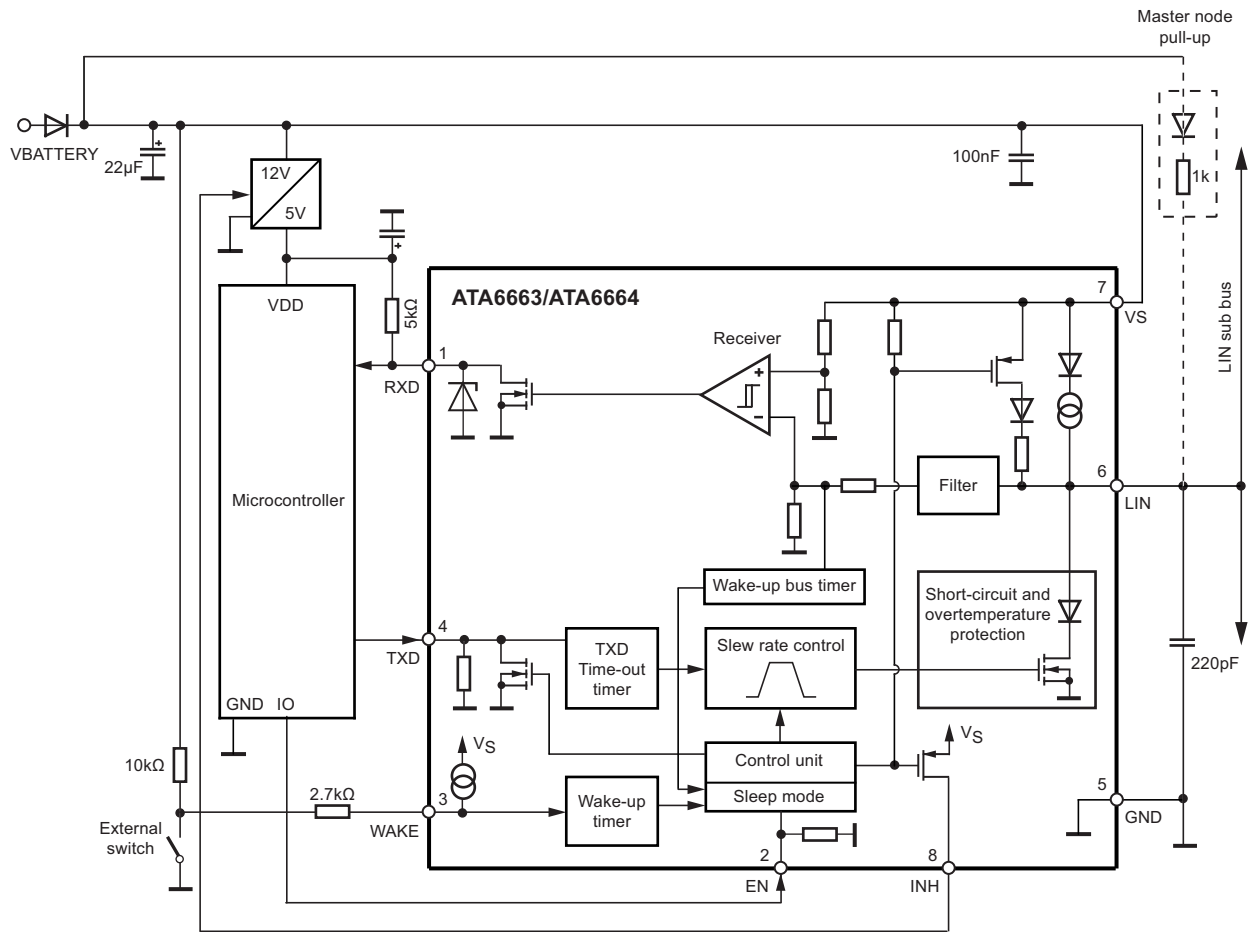 Master node
pull-up
VBATTERY
22µF
12V
5V
100nF
1k
LIN sub bus
VDD
5kΩ
ATA6663/ATA6664
7
VS
Receiver
1
RXD
+
-
Microcontroller
Filter
6
LIN
Wake-up bus timer
Short-circuit and
overtemperature
protection
4
TXD
TXD
Time-out
timer
Slew rate control
220pF
GND IO
VS
VS
10kΩ
Control unit
Sleep mode
2.7kΩ
3
WAKE
Wake-up
timer
5
GND
External
switch
2
EN
8
INH